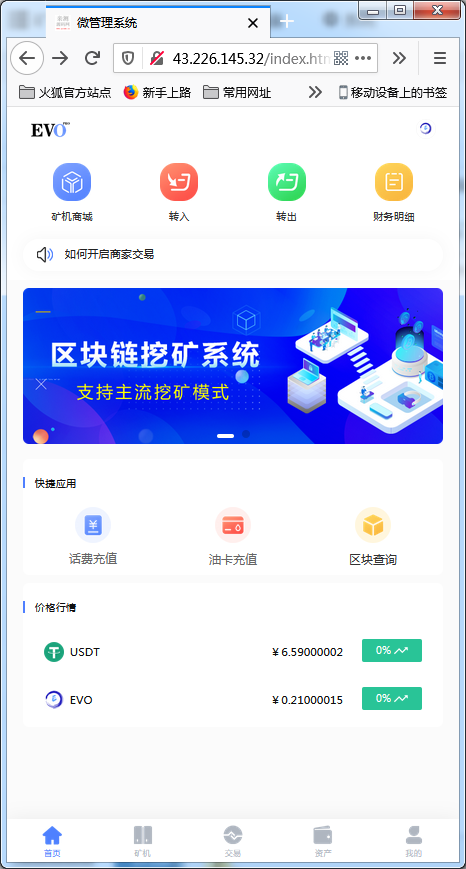 微管理系统
43.226.145.32/index.htm
火狐官方站点
新手上路
常用网址
移动设备上的书签
EVO
矿机商城
转入
转出
财务明细
如何开启商家交易
区块链挖矿系统
支持主流挖矿模式
快捷应用
话费充值
油卡充值
区块查询
价格行情
USDT
¥ 6.59000002
0%
EVO
¥ 0.21000015
0%
首页
矿机
交易
资产
我的